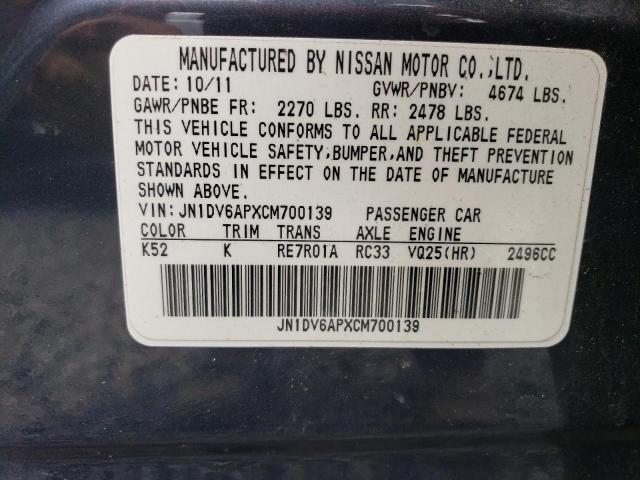 MANUFACTURED BY NISSAN MOTOR CO.,LTD.
DATE: 10/11 GVWR/PNBV: 4674 LBS.
GAWR/PNBE FR: 2270 LBS. RR: 2478 LBS.
THIS VEHICLE CONFORMS TO ALL APPLICABLE FEDERAL
MOTOR VEHICLE SAFETY,BUMPER,AND THEFT PREVENTION
STANDARDS IN EFFECT ON THE DATE OF MANUFACTURE
SHOWN ABOVE.
VIN:JN1DV6APXCM700139 PASSENGER CAR
COLOR TRIM TRANS AXLE ENGINE
K52 K RE7R01A RC33 VQ25(HR) 2496CC
JN1DV6APXCM700139